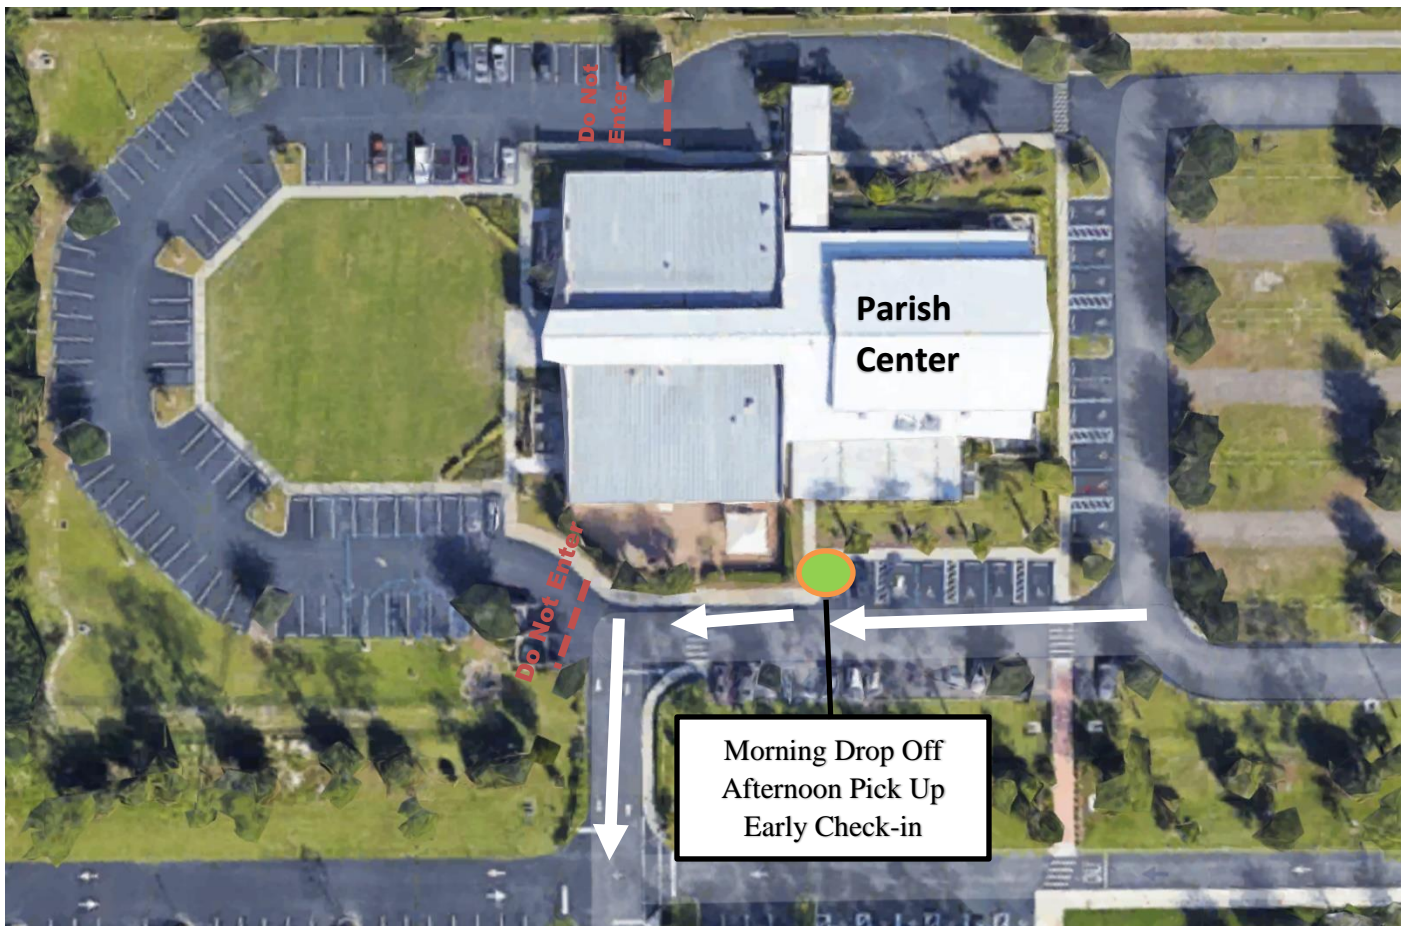 Do Not
Enter
Parish
Center
Do Not Enter
Morning Drop Off
Afternoon Pick Up
Early Check-in